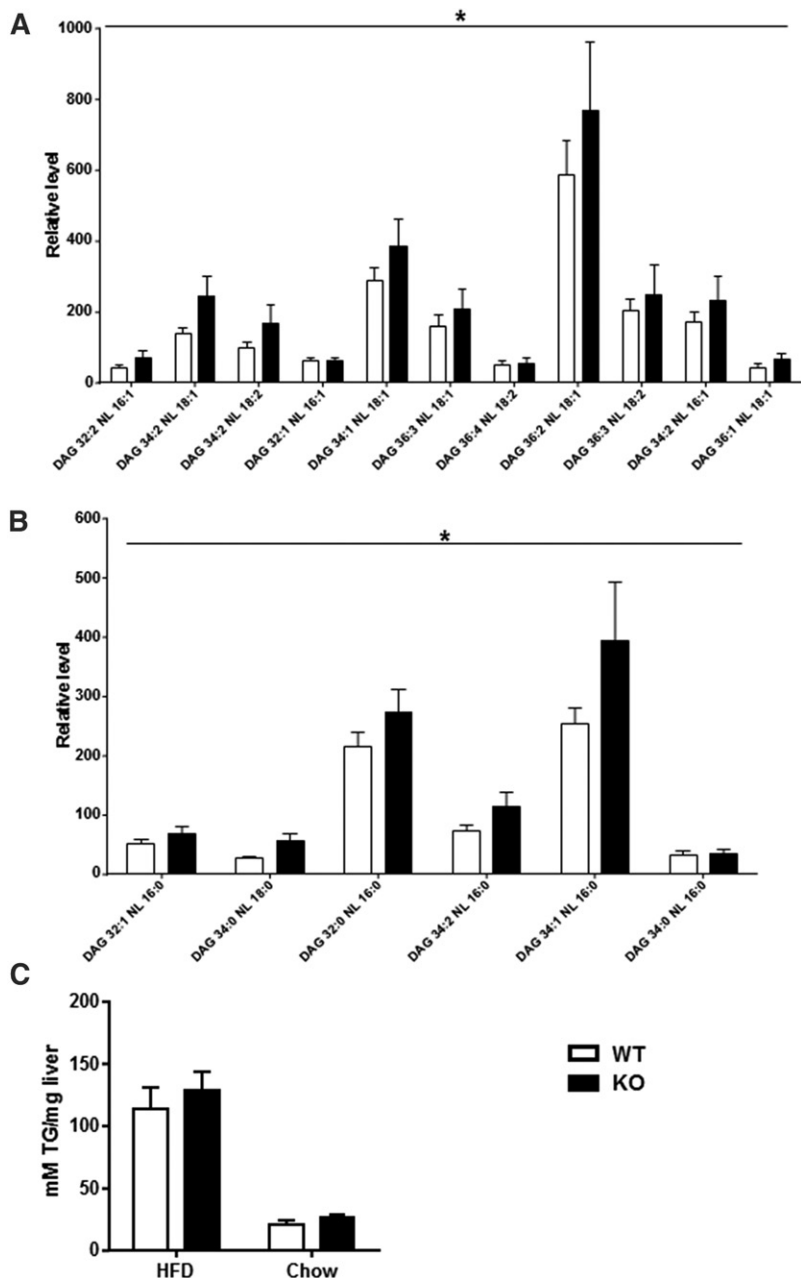 A
*
1000
800
600
400
200
0
Relative level
DAG 32:2 NL 16:1
DAG 34:2 NL 18:1
DAG 34:2 NL 18:2
DAG 32:1 NL 16:1
DAG 34:1 NL 18:1
DAG 36:3 NL 18:1
DAG 36:4 NL 18:2
DAG 36:2 NL 18:1
DAG 36:3 NL 18:2
DAG 34:2 NL 16:1
DAG 36:1 NL 18:1
B
*
600
500
400
300
200
100
0
Relative level
DAG 32:1 NL 16:0
DAG 34:0 NL 18:0
DAG 32:0 NL 16:0
DAG 34:2 NL 16:0
DAG 34:1 NL 16:0
DAG 34:0 NL 16:0
C
200
150
100
50
0
mM TG/mg liver
HFD
Chow
WT
KO